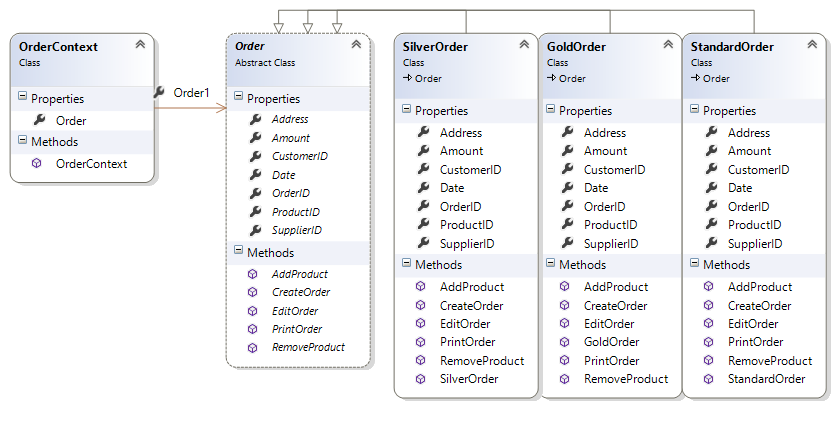 OrderContext
Class
Properties
Order
Methods
OrderContext
Order1
Order
Abstract Class
Properties
Address
Amount
CustomerID
Date
OrderID
ProductID
SupplierID
Methods
AddProduct
CreateOrder
EditOrder
PrintOrder
RemoveProduct
SilverOrder
Class
Order
Properties
Address
Amount
CustomerID
Date
OrderID
ProductID
SupplierID
Methods
AddProduct
CreateOrder
EditOrder
PrintOrder
RemoveProduct
SilverOrder
GoldOrder
Class
Order
Properties
Address
Amount
CustomerID
Date
OrderID
ProductID
SupplierID
Methods
AddProduct
CreateOrder
EditOrder
GoldOrder
PrintOrder
RemoveProduct
StandardOrder
Class
Order
Properties
Address
Amount
CustomerID
Date
OrderID
ProductID
SupplierID
Methods
AddProduct
CreateOrder
EditOrder
PrintOrder
RemoveProduct
StandardOrder